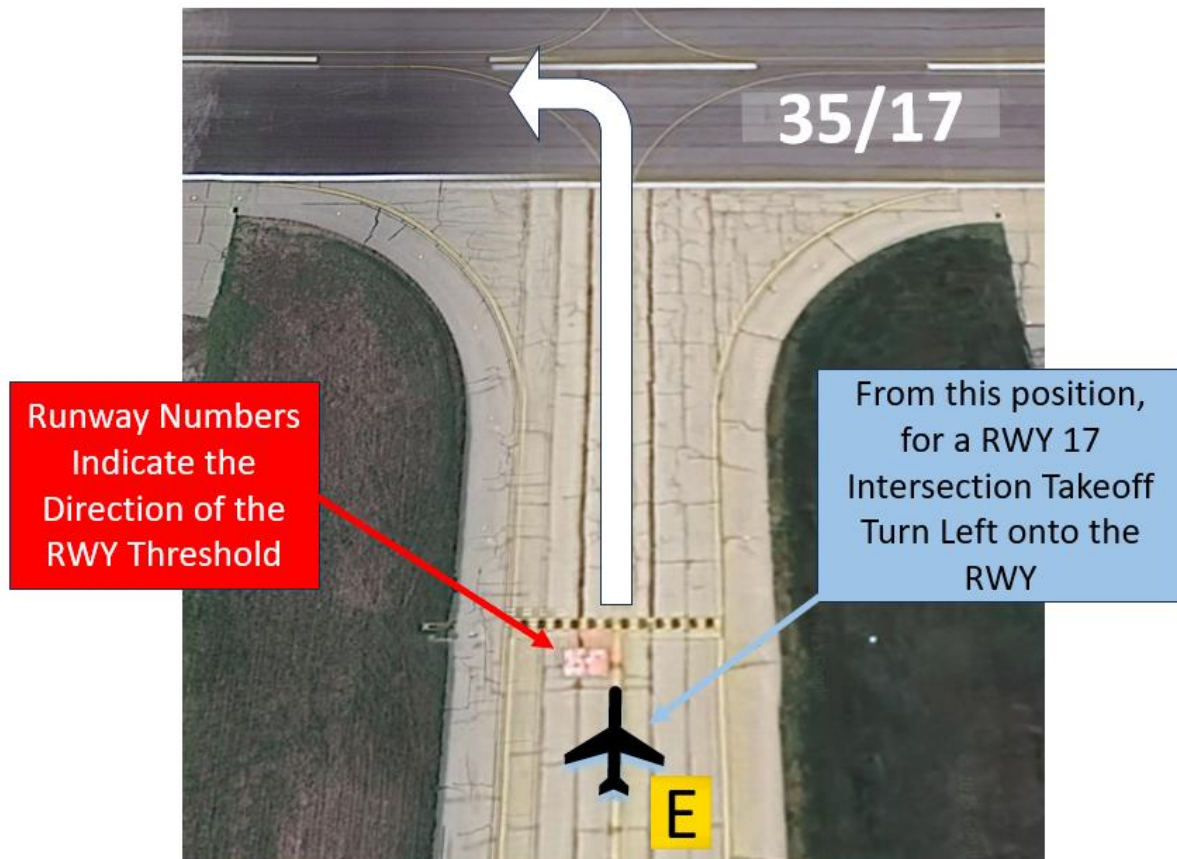 35/17
Runway Numbers
Indicate the
Direction of the
RWY Threshold
From this position,
for a RWY 17
Intersection Takeoff
Turn Left onto the
RWY
E